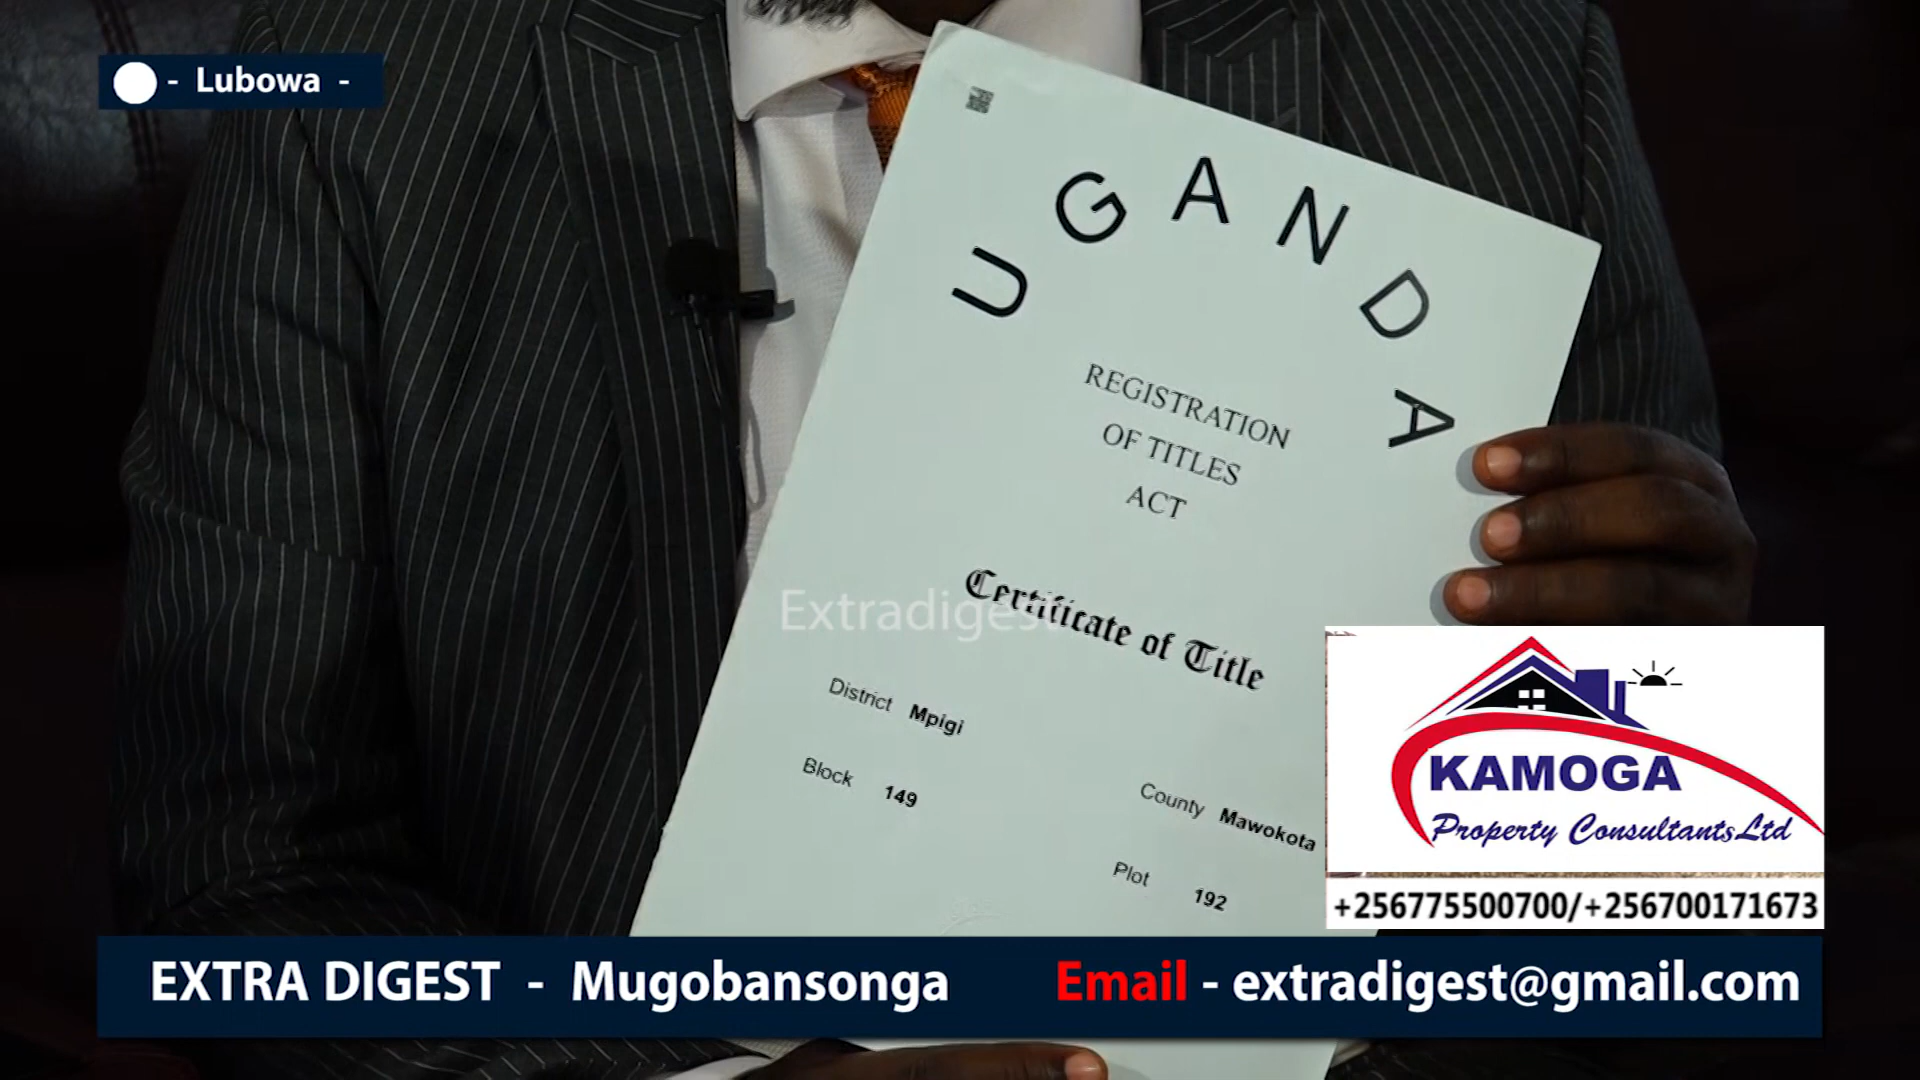 - Lubowa -
UGANDA
REGISTRATION
OF TITLES
ACT
Certificate of Title
Extradigest
District Mpigi
County Mawokota
Block 149
Plot 192
KAMOGA
Property Consultants Ltd
+256775500700/+256700171673
EXTRA DIGEST - Mugobansonga
Email - extradigest@gmail.com